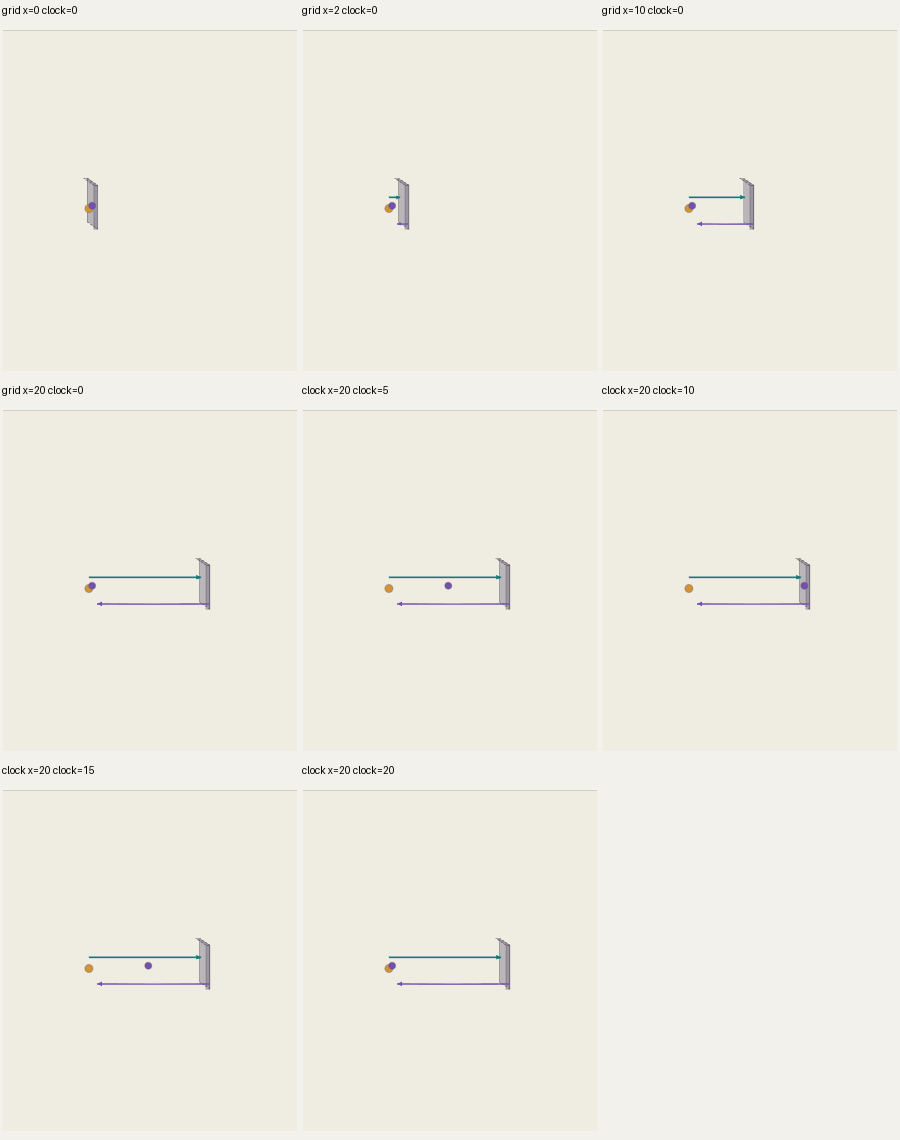 grid x=0 clock=0
grid x=2 clock=0
grid x=10 clock=0
grid x=20 clock=0
clock x=20 clock=5
clock x=20 clock=10
clock x=20 clock=15
clock x=20 clock=20